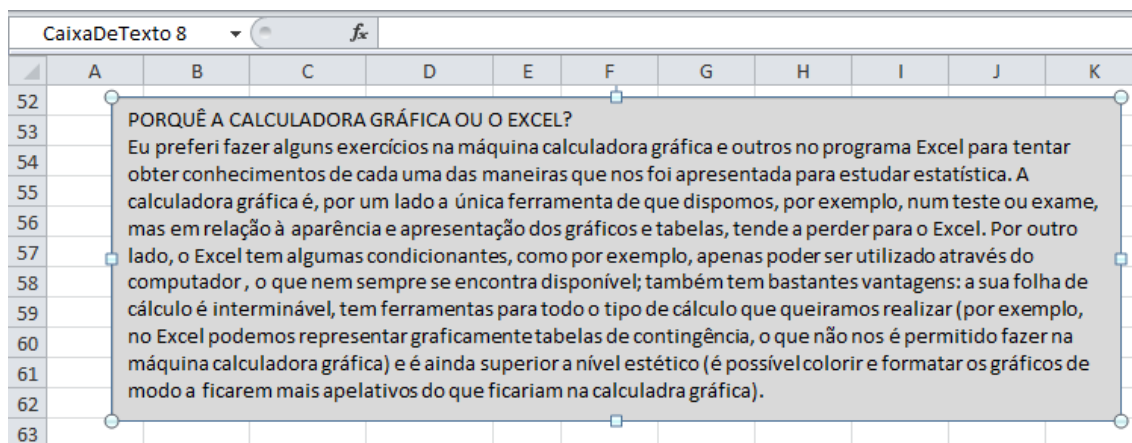 CaixaDeTexto 8 fx
A B C D E F G H I J K
52
53
54
55
56
57
58
59
60
61
62
63
PORQUÊ A CALCULADORA GRÁFICA OU O EXCEL?
Eu preferi fazer alguns exercícios na máquina calculadora gráfica e outros no programa Excel para tentar
obter conhecimentos de cada uma das maneiras que nos foi apresentada para estudar estatística. A
calculadora gráfica é, por um lado a única ferramenta de que dispomos, por exemplo, num teste ou exame,
mas em relação à aparência e apresentação dos gráficos e tabelas, tende a perder para o Excel. Por outro
lado, o Excel tem algumas condicionantes, como por exemplo, apenas poder ser utilizado através do
computador , o que nem sempre se encontra disponível; também tem bastantes vantagens: a sua folha de
cálculo é interminável, tem ferramentas para todo o tipo de cálculo que queiramos realizar (por exemplo,
no Excel podemos representar graficamente tabelas de contingência, o que não nos é permitido fazer na
máquina calculadora gráfica) e é ainda superior a nível estético (é possível colorir e formatar os gráficos de
modo a ficarem mais apelativos do que ficariam na calculadra gráfica).